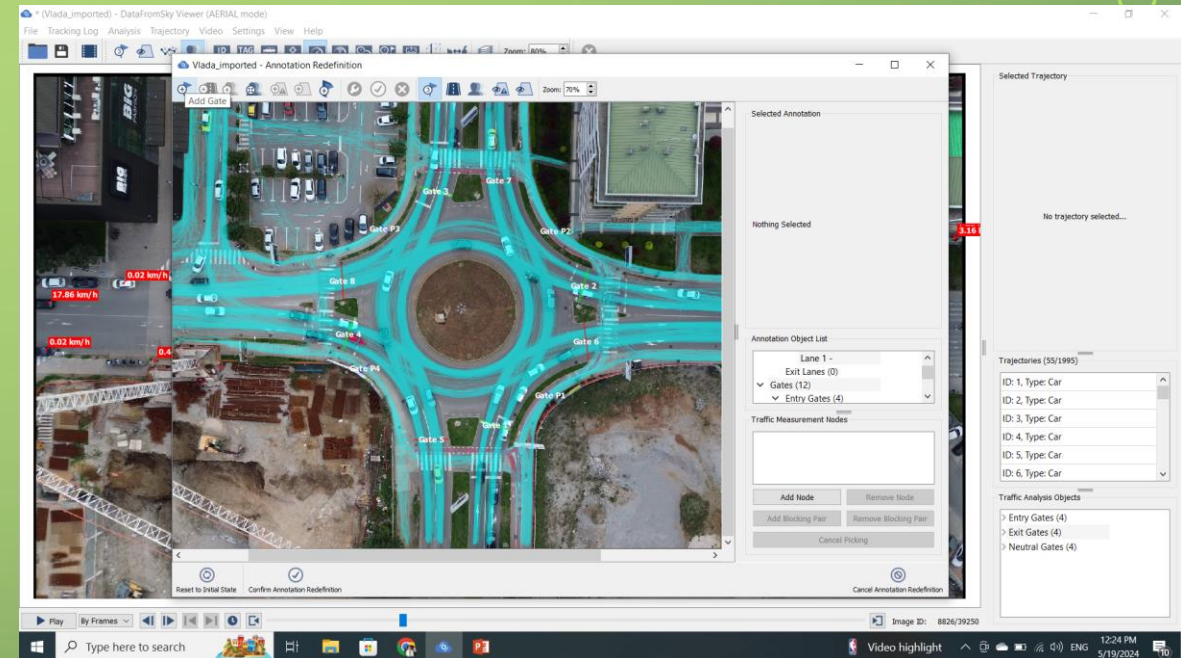 * (Vlada_imported) - DataFromSky Viewer (AERIAL mode)
File Tracking Log Analysis Trajectory Video Settings View Help
ID TAG Zoom: 80%
Vlada_imported - Annotation Redefinition
Zoom: 70%
Add Gate
Selected Annotation
Nothing Selected
BIG
BIG
Gate 7
Gate 3
Gate P3
Gate P2
Gate 8
Gate 2
Gate 4
Gate 6
Gate P4
Gate P1
Gate 1
Gate 5
0.02 km/h
17.86 km/h
0.02 km/h
0.4
3.16
Annotation Object List
Lane 1 -
Exit Lanes (0)
Gates (12)
Entry Gates (4)
Traffic Measurement Nodes
Add Node Remove Node
Add Blocking Pair Remove Blocking Pair
Cancel Picking
Reset to Initial State Confirm Annotation Redefinition Cancel Annotation Redefinition
Selected Trajectory
No trajectory selected...
Trajectories (55/1995)
ID: 1, Type: Car
ID: 2, Type: Car
ID: 3, Type: Car
ID: 4, Type: Car
ID: 5, Type: Car
ID: 6, Type: Car
Traffic Analysis Objects
Entry Gates (4)
Exit Gates (4)
Neutral Gates (4)
Play By Frames Image ID: 8826/39250
Type here to search Video highlight ENG 12:24 PM
5/19/2024